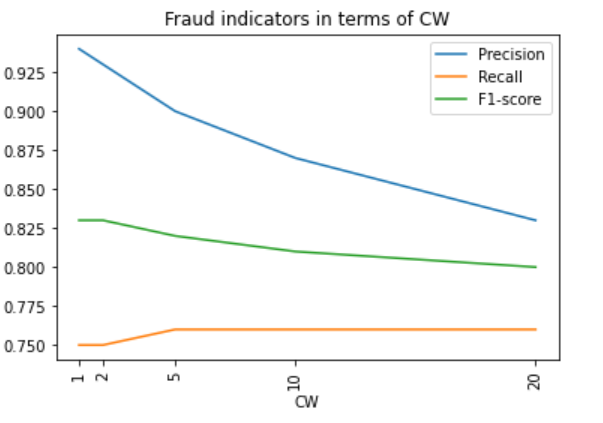 Fraud indicators in terms of CW
Precision
Recall
F1-score
0.925
0.900
0.875
0.850
0.825
0.800
0.775
0.750
1 2 5 10 20
CW